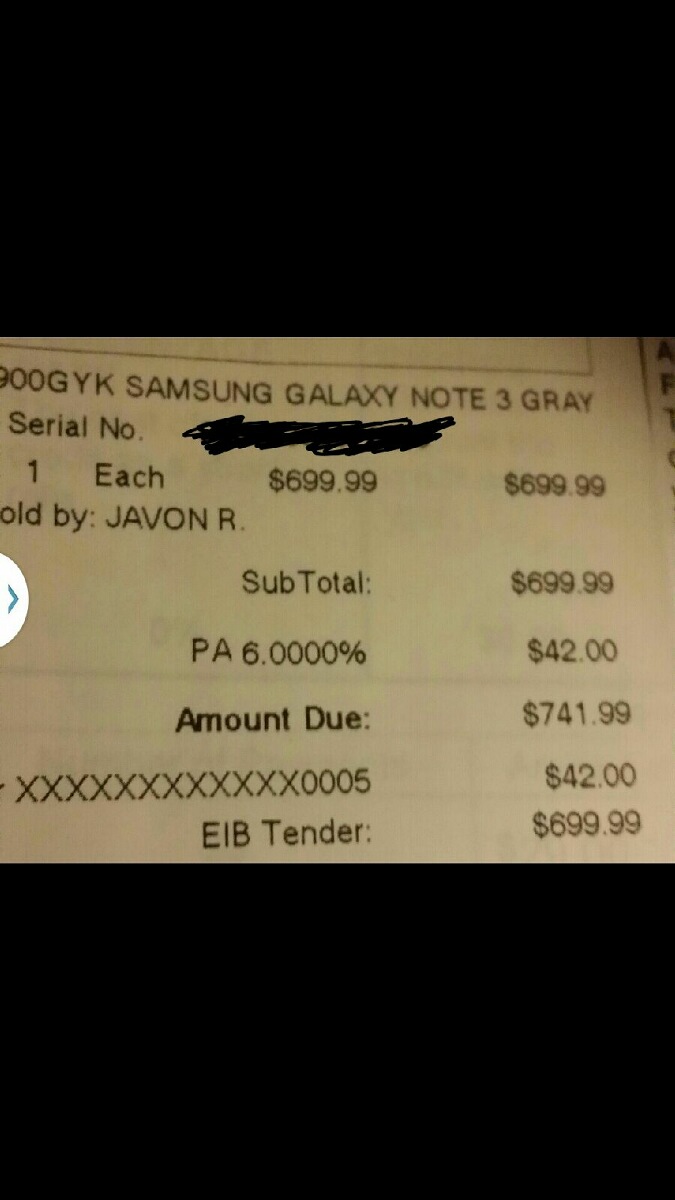 900GYK SAMSUNG GALAXY NOTE 3 GRAY
Serial No.
1 Each $699.99 $699.99
old by: JAVON R.
SubTotal: $699.99
PA 6.0000% $42.00
Amount Due: $741.99
XXXXXXXXXXXX0005 $42.00
EIB Tender: $699.99